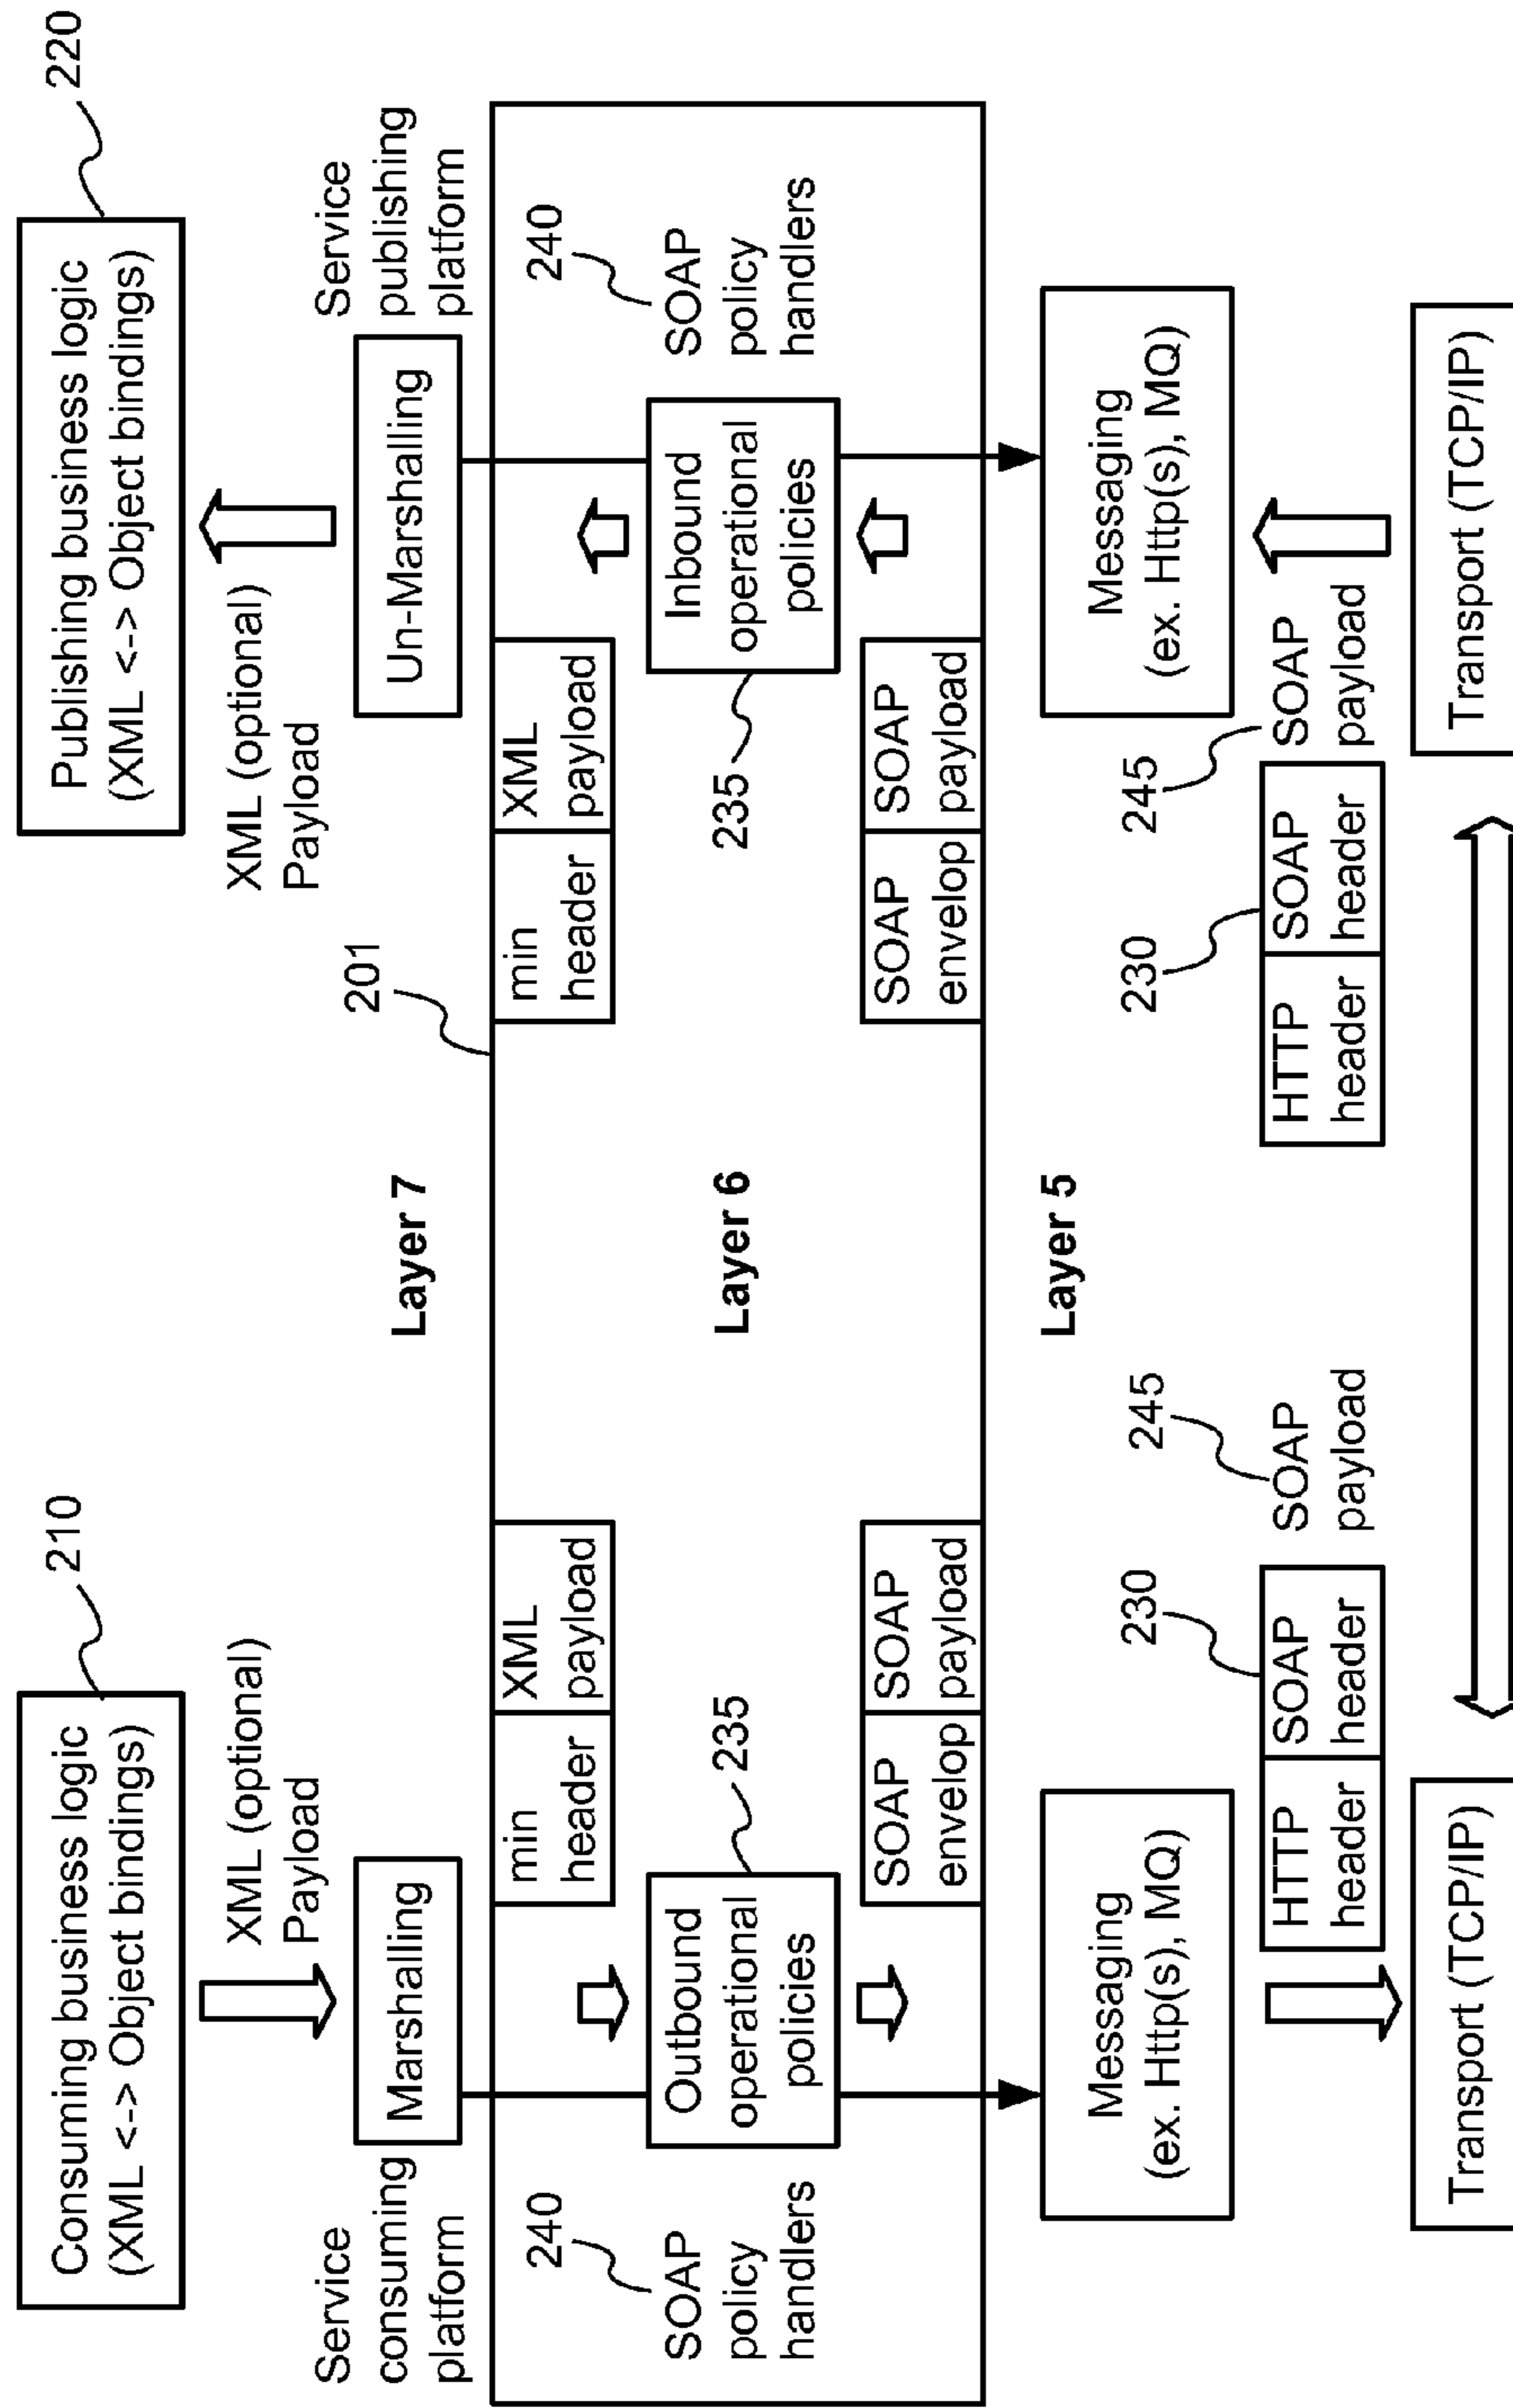 210
220
Consuming business logic
(XML <-> Object bindings)
Publishing business logic
(XML <-> Object bindings)
XML (optional)
Payload
XML (optional)
Payload
Service
consuming
platform
Marshalling
Layer 7
201
Un-Marshalling
Service
publishing
platform
min
header
XML
payload
min
header
XML
payload
240
SOAP
policy
handlers
Outbound
operational
policies
235
Layer 6
235
Inbound
operational
policies
240
SOAP
policy
handlers
SOAP
envelop
SOAP
payload
SOAP
envelop
SOAP
payload
Messaging
(ex. Http(s), MQ)
Layer 5
Messaging
(ex. Http(s), MQ)
230
245
230
245
HTTP
header
SOAP
header
SOAP
payload
HTTP
header
SOAP
header
SOAP
payload
Transport (TCP/IP)
Transport (TCP/IP)